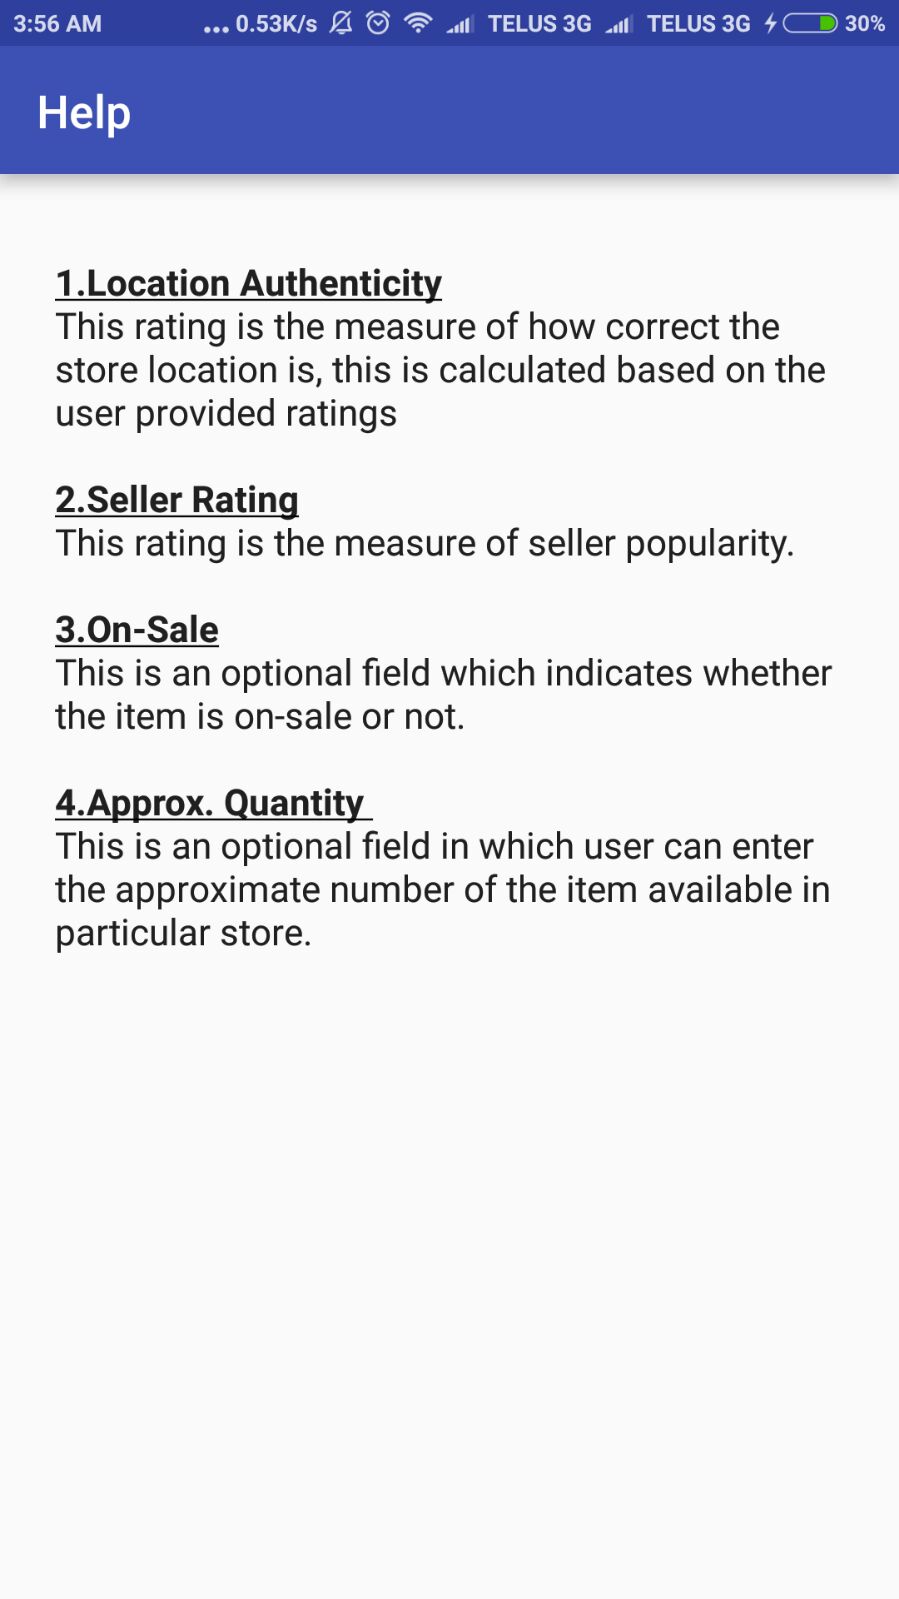 3:56 AM ... 0.53K/s TELUS 3G TELUS 3G 30%
Help
1.Location Authenticity
This rating is the measure of how correct the
store location is, this is calculated based on the
user provided ratings
2.Seller Rating
This rating is the measure of seller popularity.
3.On-Sale
This is an optional field which indicates whether
the item is on-sale or not.
4.Approx. Quantity
This is an optional field in which user can enter
the approximate number of the item available in
particular store.